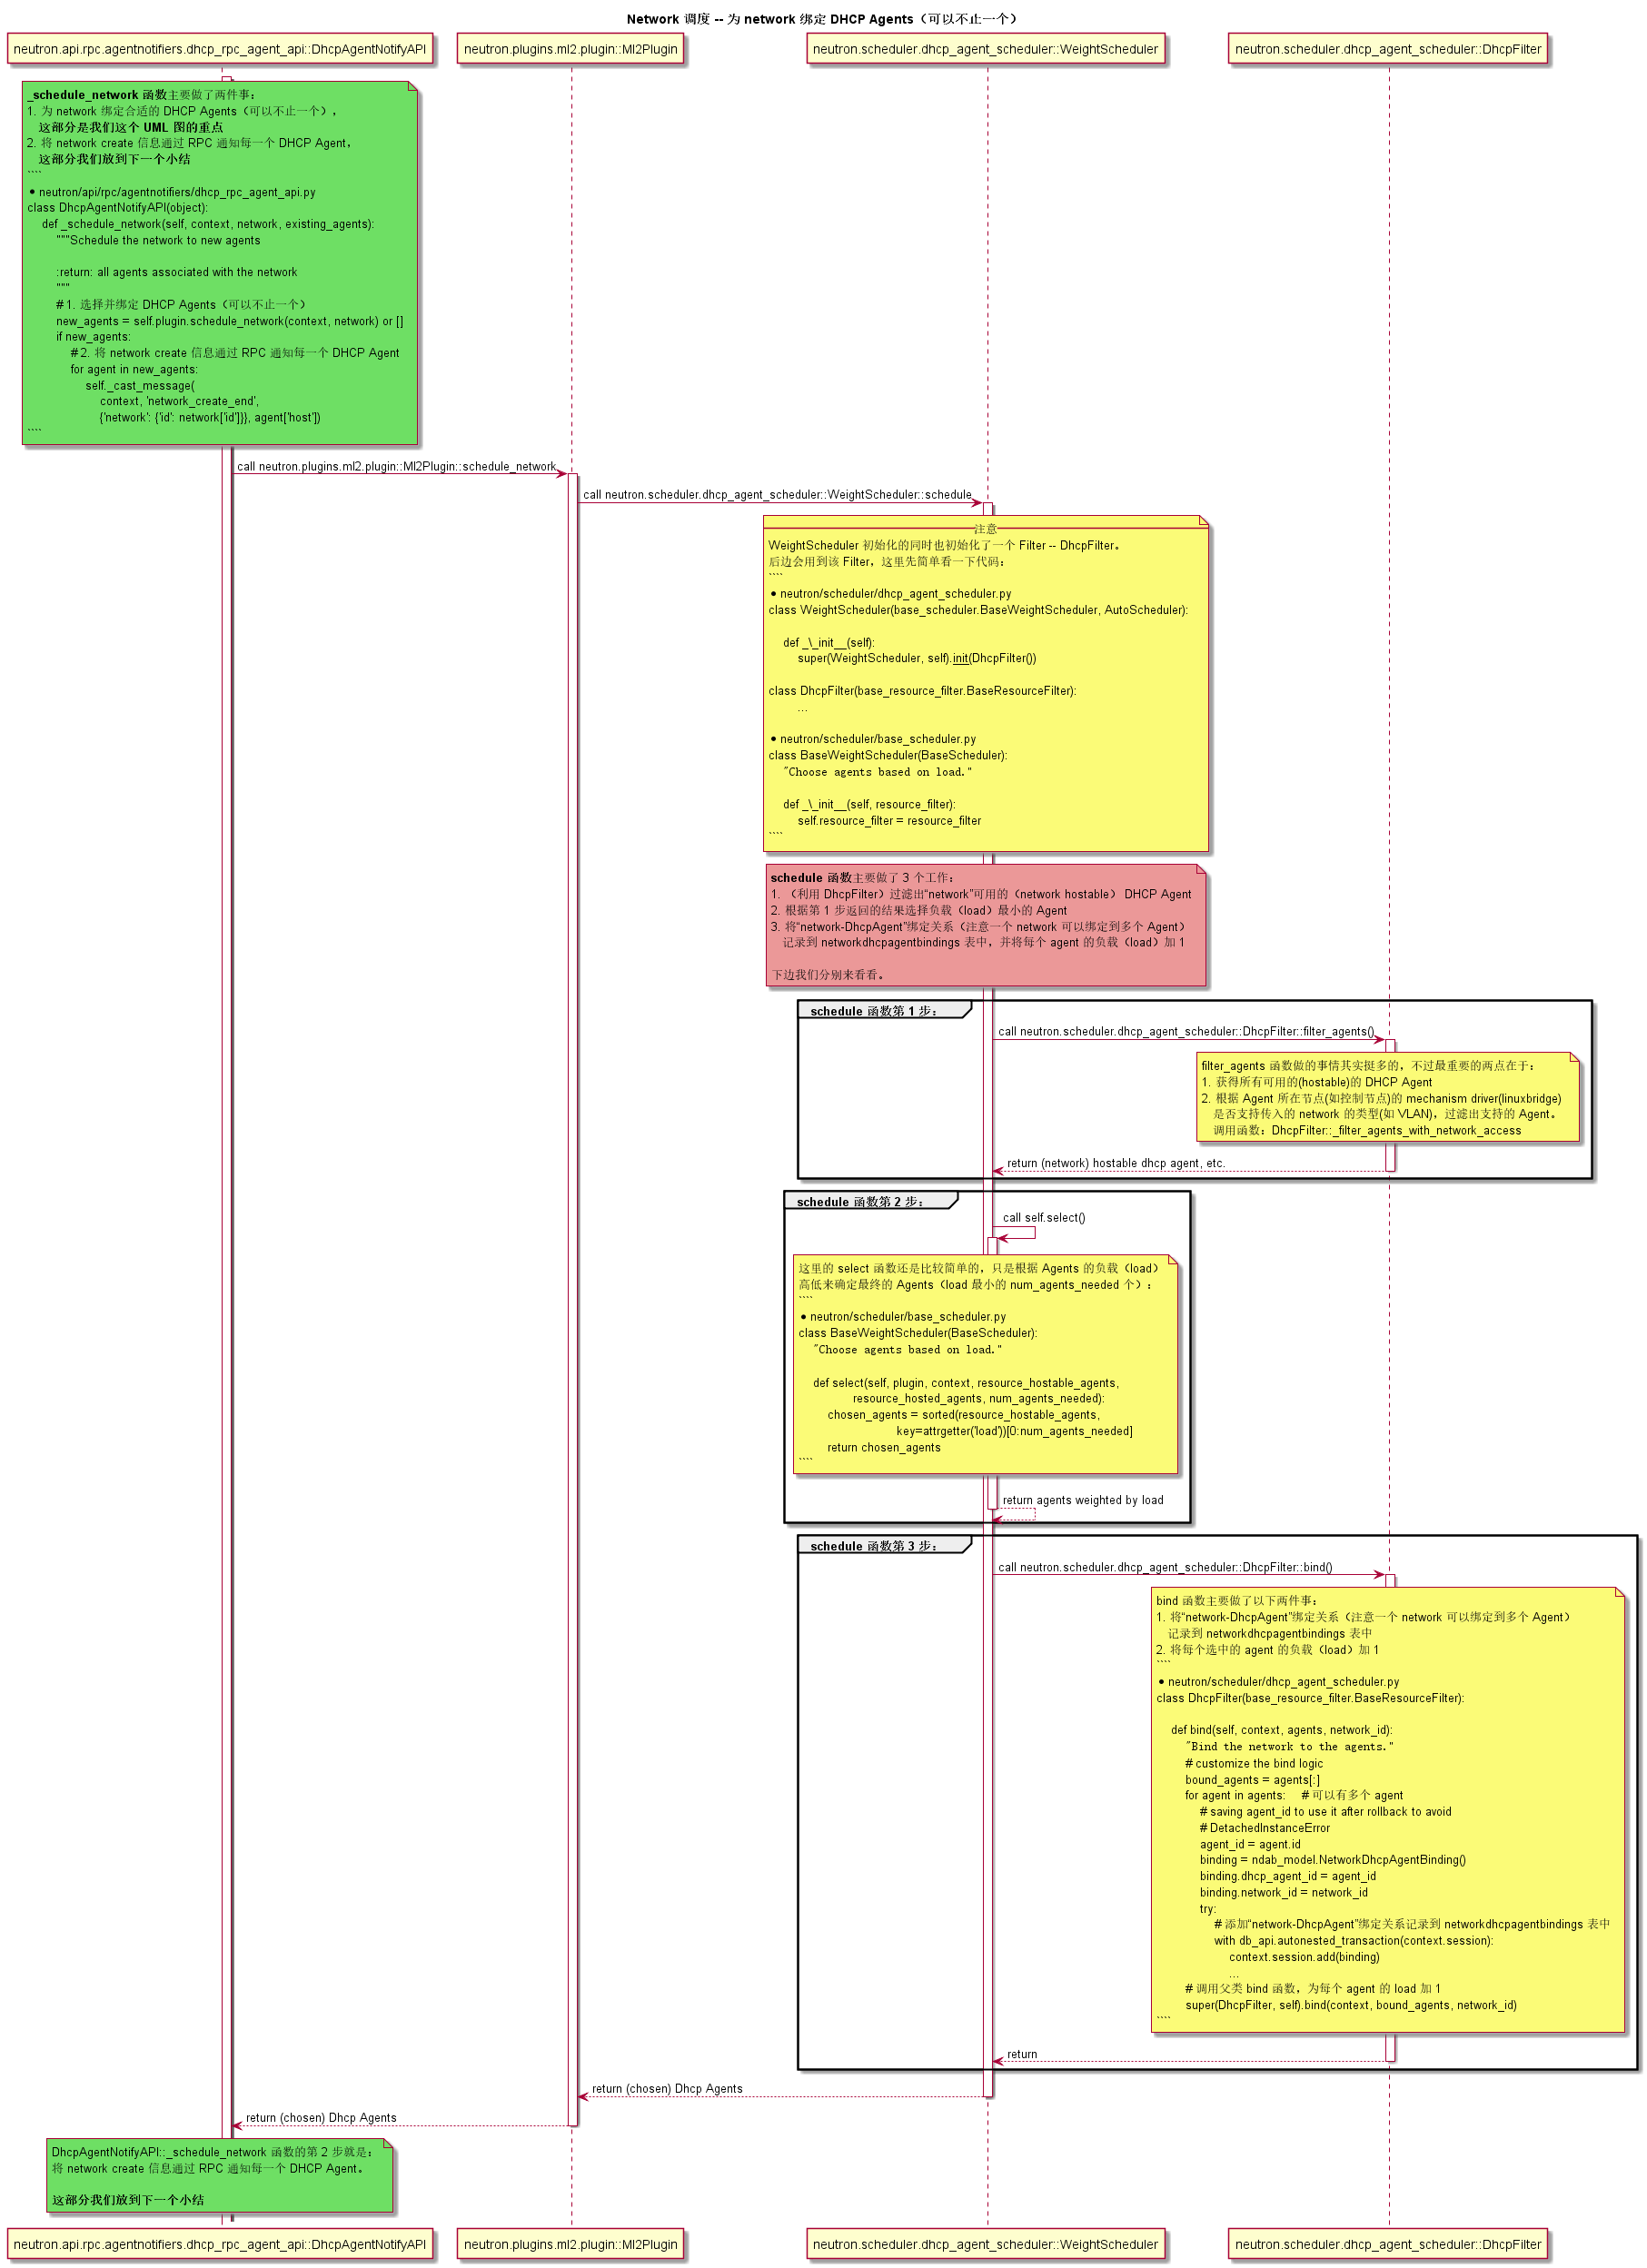 Network 调度 -- 为 network 绑定 DHCP Agents（可以不止一个）
neutron.api.rpc.agentnotifiers.dhcp_rpc_agent_api::DhcpAgentNotifyAPI
neutron.plugins.ml2.plugin::Ml2Plugin
neutron.scheduler.dhcp_agent_scheduler::WeightScheduler
neutron.scheduler.dhcp_agent_scheduler::DhcpFilter
_schedule_network 函数主要做了两件事：
1. 为 network 绑定合适的 DHCP Agents（可以不止一个），
这部分是我们这个 UML 图的重点
2. 将 network create 信息通过 RPC 通知每一个 DHCP Agent，
这部分我们放到下一个小结
````
• neutron/api/rpc/agentnotifiers/dhcp_rpc_agent_api.py
class DhcpAgentNotifyAPI(object):
def _schedule_network(self, context, network, existing_agents):
"""Schedule the network to new agents
:return: all agents associated with the network
"""
# 1. 选择并绑定 DHCP Agents（可以不止一个）
new_agents = self.plugin.schedule_network(context, network) or []
if new_agents:
# 2. 将 network create 信息通过 RPC 通知每一个 DHCP Agent
for agent in new_agents:
self._cast_message(
context, 'network_create_end',
{'network': {'id': network['id']}}, agent['host'])
````
call neutron.plugins.ml2.plugin::Ml2Plugin::schedule_network
call neutron.scheduler.dhcp_agent_scheduler::WeightScheduler::schedule
注意
WeightScheduler 初始化的同时也初始化了一个 Filter -- DhcpFilter。
后边会用到该 Filter，这里先简单看一下代码：
````
• neutron/scheduler/dhcp_agent_scheduler.py
class WeightScheduler(base_scheduler.BaseWeightScheduler, AutoScheduler):
def _\_init__(self):
super(WeightScheduler, self).init(DhcpFilter())
class DhcpFilter(base_resource_filter.BaseResourceFilter):
...
• neutron/scheduler/base_scheduler.py
class BaseWeightScheduler(BaseScheduler):
"Choose agents based on load."
def _\_init__(self, resource_filter):
self.resource_filter = resource_filter
````
schedule 函数主要做了 3 个工作：
1. （利用 DhcpFilter）过滤出“network”可用的（network hostable） DHCP Agent
2. 根据第 1 步返回的结果选择负载（load）最小的 Agent
3. 将“network-DhcpAgent”绑定关系（注意一个 network 可以绑定到多个 Agent）
记录到 networkdhcpagentbindings 表中，并将每个 agent 的负载（load）加 1
下边我们分别来看看。
schedule 函数第 1 步：
call neutron.scheduler.dhcp_agent_scheduler::DhcpFilter::filter_agents()
filter_agents 函数做的事情其实挺多的，不过最重要的两点在于：
1. 获得所有可用的(hostable)的 DHCP Agent
2. 根据 Agent 所在节点(如控制节点)的 mechanism driver(linuxbridge)
是否支持传入的 network 的类型(如 VLAN)，过滤出支持的 Agent。
调用函数：DhcpFilter::_filter_agents_with_network_access
return (network) hostable dhcp agent, etc.
schedule 函数第 2 步：
call self.select()
这里的 select 函数还是比较简单的，只是根据 Agents 的负载（load）
高低来确定最终的 Agents（load 最小的 num_agents_needed 个）：
````
• neutron/scheduler/base_scheduler.py
class BaseWeightScheduler(BaseScheduler):
"Choose agents based on load."
def select(self, plugin, context, resource_hostable_agents,
resource_hosted_agents, num_agents_needed):
chosen_agents = sorted(resource_hostable_agents,
key=attrgetter('load'))[0:num_agents_needed]
return chosen_agents
````
return agents weighted by load
schedule 函数第 3 步：
call neutron.scheduler.dhcp_agent_scheduler::DhcpFilter::bind()
bind 函数主要做了以下两件事：
1. 将“network-DhcpAgent”绑定关系（注意一个 network 可以绑定到多个 Agent）
记录到 networkdhcpagentbindings 表中
2. 将每个选中的 agent 的负载（load）加 1
````
• neutron/scheduler/dhcp_agent_scheduler.py
class DhcpFilter(base_resource_filter.BaseResourceFilter):
def bind(self, context, agents, network_id):
"Bind the network to the agents."
# customize the bind logic
bound_agents = agents[:]
for agent in agents: # 可以有多个 agent
# saving agent_id to use it after rollback to avoid
# DetachedInstanceError
agent_id = agent.id
binding = ndab_model.NetworkDhcpAgentBinding()
binding.dhcp_agent_id = agent_id
binding.network_id = network_id
try:
# 添加“network-DhcpAgent”绑定关系记录到 networkdhcpagentbindings 表中
with db_api.autonested_transaction(context.session):
context.session.add(binding)
...
# 调用父类 bind 函数，为每个 agent 的 load 加 1
super(DhcpFilter, self).bind(context, bound_agents, network_id)
````
return
return (chosen) Dhcp Agents
return (chosen) Dhcp Agents
DhcpAgentNotifyAPI::_schedule_network 函数的第 2 步就是：
将 network create 信息通过 RPC 通知每一个 DHCP Agent。
这部分我们放到下一个小结
neutron.api.rpc.agentnotifiers.dhcp_rpc_agent_api::DhcpAgentNotifyAPI
neutron.plugins.ml2.plugin::Ml2Plugin
neutron.scheduler.dhcp_agent_scheduler::WeightScheduler
neutron.scheduler.dhcp_agent_scheduler::DhcpFilter